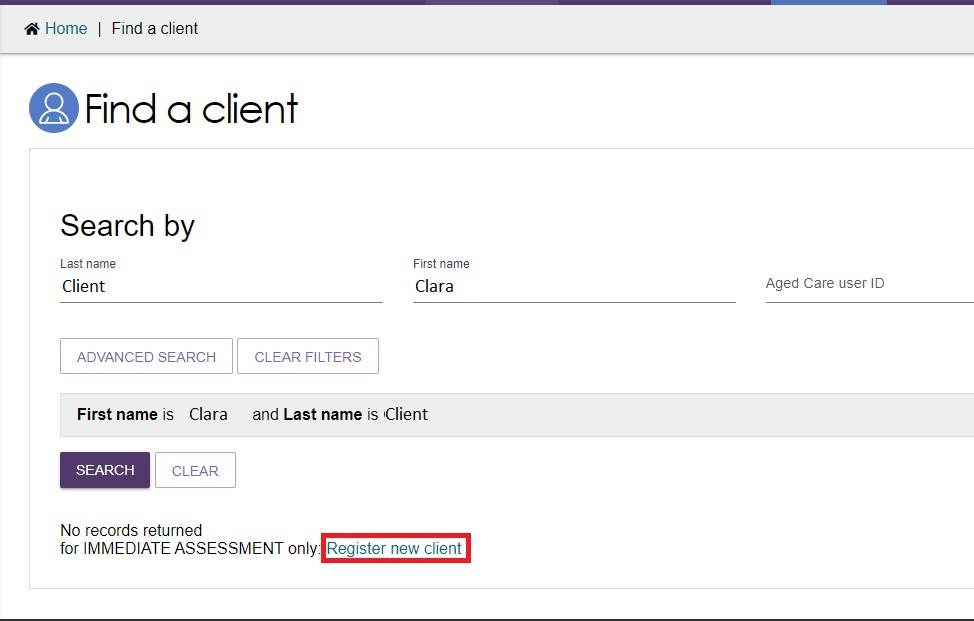 Home | Find a client
Find a client
Search by
Last name First name
Client Clara Aged Care user ID
ADVANCED SEARCH CLEAR FILTERS
First name is Clara and Last name is Client
SEARCH CLEAR
No records returned
for IMMEDIATE ASSESSMENT only: Register new client